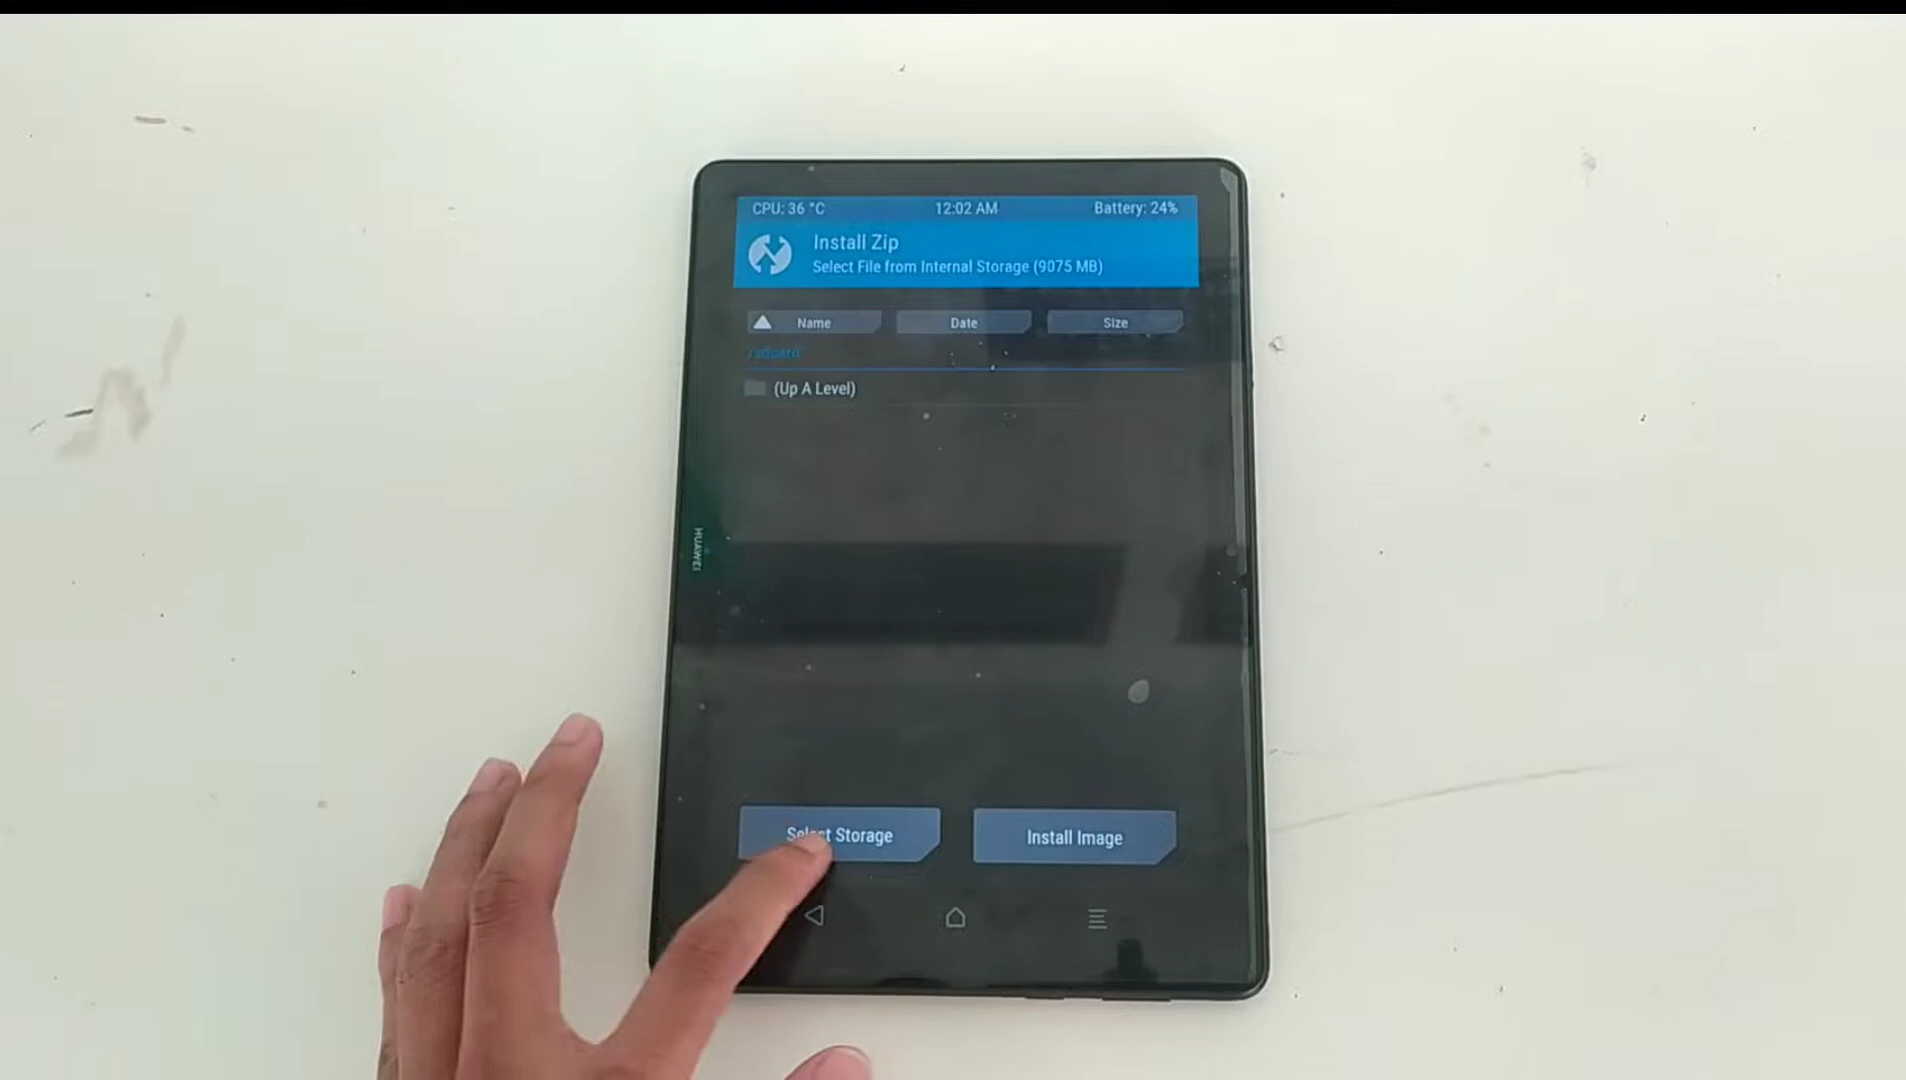 CPU: 36 °C 12:02 AM Battery: 24%
Install Zip
Select File from Internal Storage (9075 MB)
Name Date Size
/sdcard
(Up A Level)
HUAWEI
Select Storage Install Image